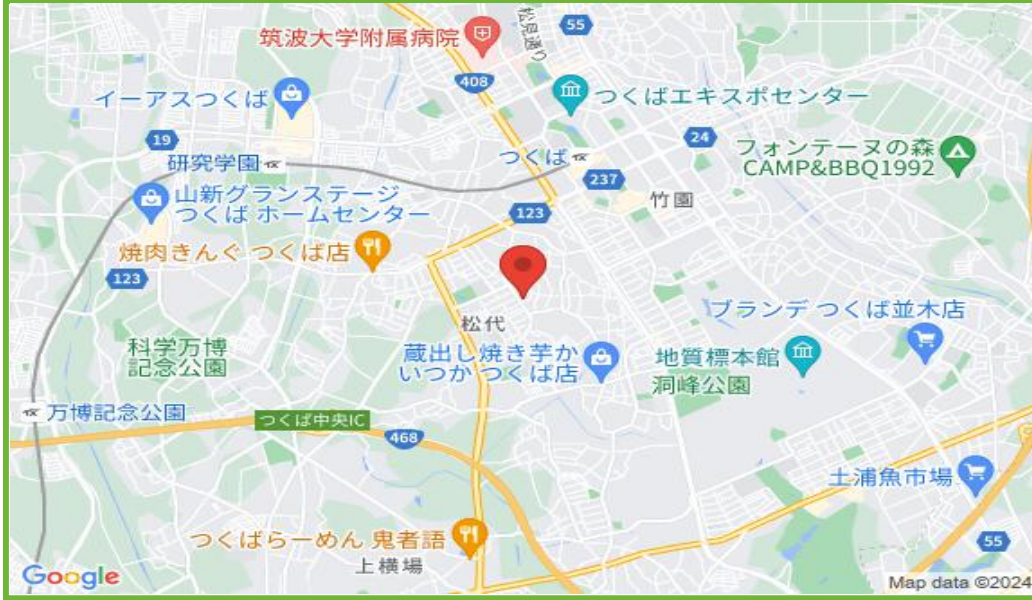 55
松見通り
筑波大学附属病院
408
イーアスつくば
つくばエキスポセンター
19
24
研究学園
つくば
フォンテーヌの森
CAMP&BBQ1992
237
山新グランステージ
つくば ホームセンター
竹園
123
焼肉きんぐ つくば店
123
ブランデ つくば並木店
松代
科学万博
記念公園
蔵出し焼き芋か
いつか つくば店
地質標本館
洞峰公園
万博記念公園
つくば中央IC
468
土浦魚市場
つくばらーめん 鬼者語
55
上横場
Google
Map data ©2024